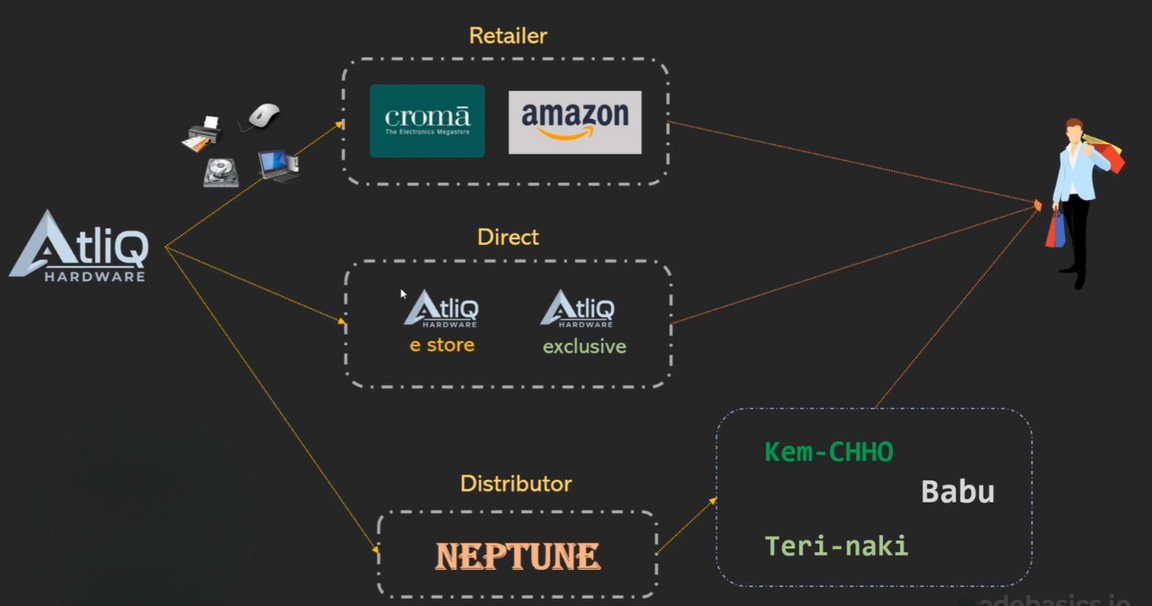 Retailer
cromā
The Electronics Megastore
amazon
AtliQ
HARDWARE
Direct
AtliQ
HARDWARE
e store
AtliQ
HARDWARE
exclusive
Distributor
NEPTUNE
Kem-CHHO
Babu
Teri-naki